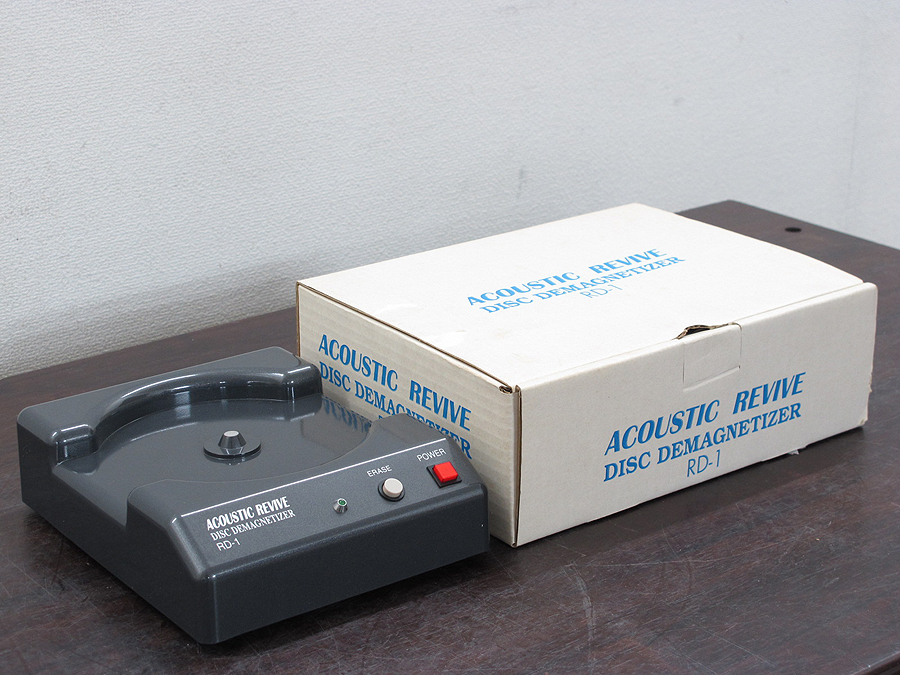 ACOUSTIC REVIVE
DISC DEMAGNETIZER
RD-1
ACOUSTIC REVIVE
DISC DEMAGNETIZER
ACOUSTIC REVIVE
DISC DEMAGNETIZER
RD-1
ERASE
POWER
ACOUSTIC REVIVE
DISC DEMAGNETIZER
RD-1